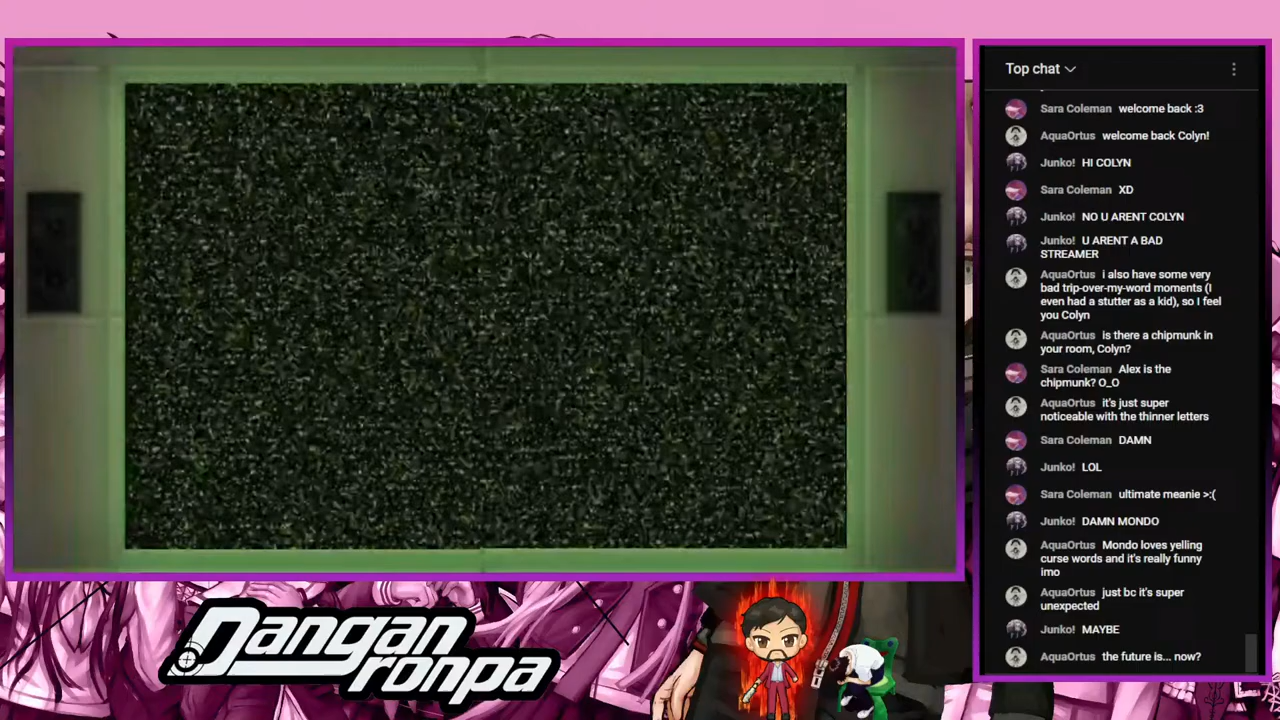 Top chat
Sara Coleman welcome back :3
AquaOrtus welcome back Colyn!
Junko! HI COLYN
Sara Coleman XD
Junko! NO U ARENT COLYN
Junko! U ARENT A BAD
STREAMER
AquaOrtus i also have some very
bad trip-over-my-word moments (I
even had a stutter as a kid), so I feel
you Colyn
AquaOrtus is there a chipmunk in
your room, Colyn?
Sara Coleman Alex is the
chipmunk? O_O
AquaOrtus it's just super
noticeable with the thinner letters
Sara Coleman DAMN
Junko! LOL
Sara Coleman ultimate meanie >:(
Junko! DAMN MONDO
AquaOrtus Mondo loves yelling
curse words and it's really funny
imo
AquaOrtus just bc it's super
unexpected
Junko! MAYBE
AquaOrtus the future is... now?
Dangan
ronpa